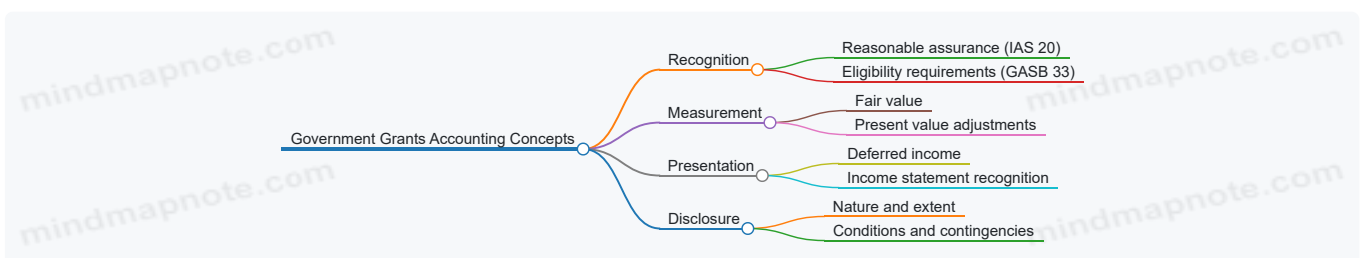 mindmapnote.com
mindmapnote.com
Government Grants Accounting Concepts
Recognition
Reasonable assurance (IAS 20)
Eligibility requirements (GASB 33)
Measurement
Fair value
Present value adjustments
Presentation
Deferred income
Income statement recognition
Disclosure
Nature and extent
Conditions and contingencies
mindmapnote.com
mindmapnote.com